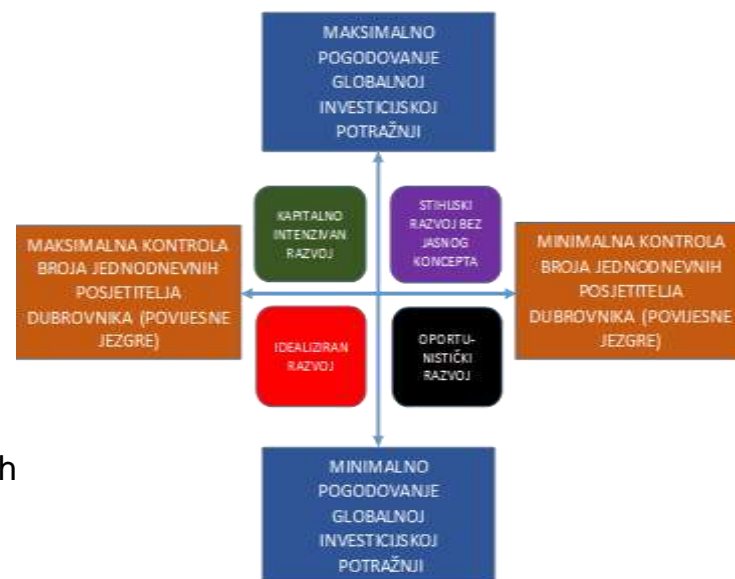 MAKSIMALNO
POGODOVANJE
GLOBALNOJ
INVESTICIJSKOJ
POTRAŽNJI
KAPITALNO
INTENZIVAN
RAZVOJ
STIHIJSKI
RAZVOJ BEZ
JASNOG
KONCEPTA
MAKSIMALNA KONTROLA
BROJA JEDNODNEVNIH
POSJETITELJA
DUBROVNIKA (POVIJESNE
JEZGRE)
MINIMALNA KONTROLA
BROJA JEDNODNEVNIH
POSJETITELJA
DUBROVNIKA (POVIJESNE
JEZGRE)
IDEALIZIRAN
RAZVOJ
OPORTU-
NISTIČKI
RAZVOJ
h
MINIMALNO
POGODOVANJE
GLOBALNOJ
INVESTICIJSKOJ
POTRAŽNJI